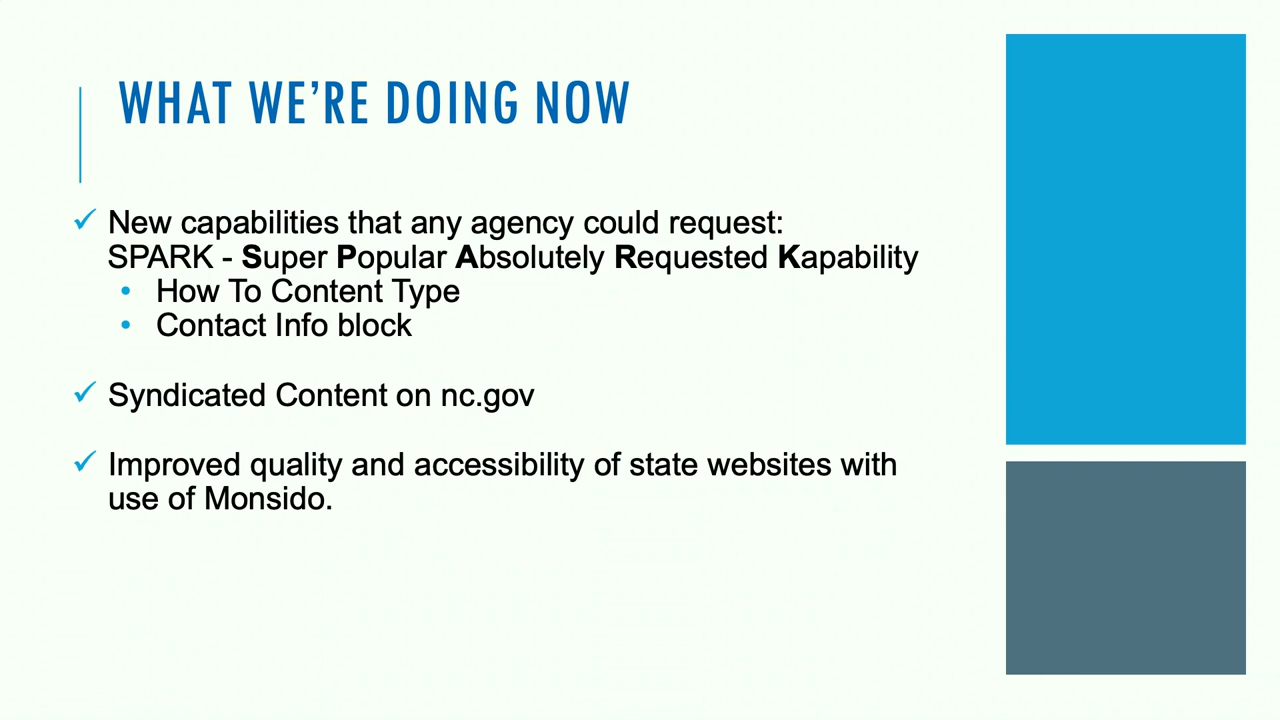 WHAT WE'RE DOING NOW
✓ New capabilities that any agency could request:
SPARK - Super Popular Absolutely Requested Kapability
• How To Content Type
• Contact Info block
✓ Syndicated Content on nc.gov
✓ Improved quality and accessibility of state websites with
use of Monsido.